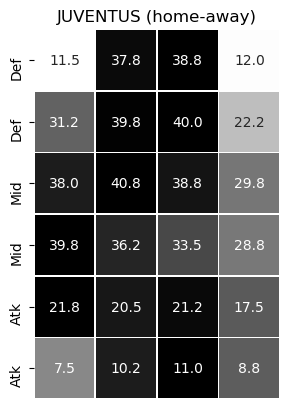 JUVENTUS (home-away)
Def 11.5 37.8 38.8 12.0
Def 31.2 39.8 40.0 22.2
Mid 38.0 40.8 38.8 29.8
Mid 39.8 36.2 33.5 28.8
Atk 21.8 20.5 21.2 17.5
Atk 7.5 10.2 11.0 8.8